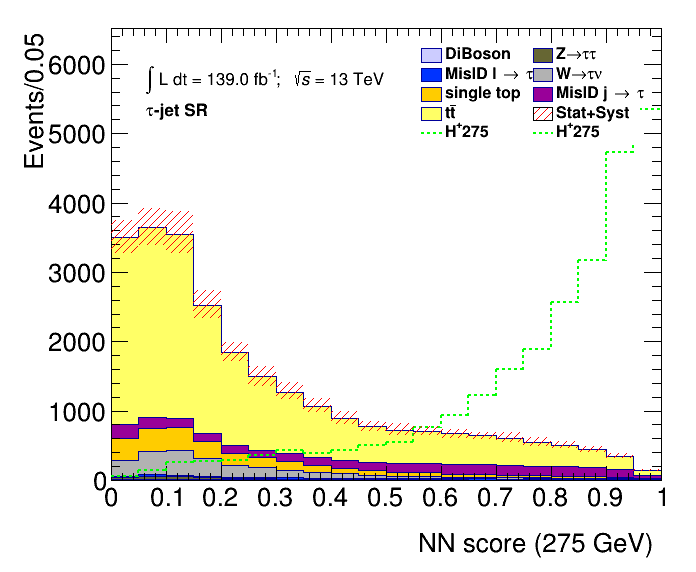 Events/0.05
6000
5000
4000
3000
2000
1000
0
∫ L dt = 139.0 fb⁻¹; √s = 13 TeV
τ-jet SR
DiBoson
Z→ττ
MisID l → τ
W→τν
single top
MisID j → τ
tt̄
Stat+Syst
H⁺275
H⁺275
0 0.1 0.2 0.3 0.4 0.5 0.6 0.7 0.8 0.9 1
NN score (275 GeV)